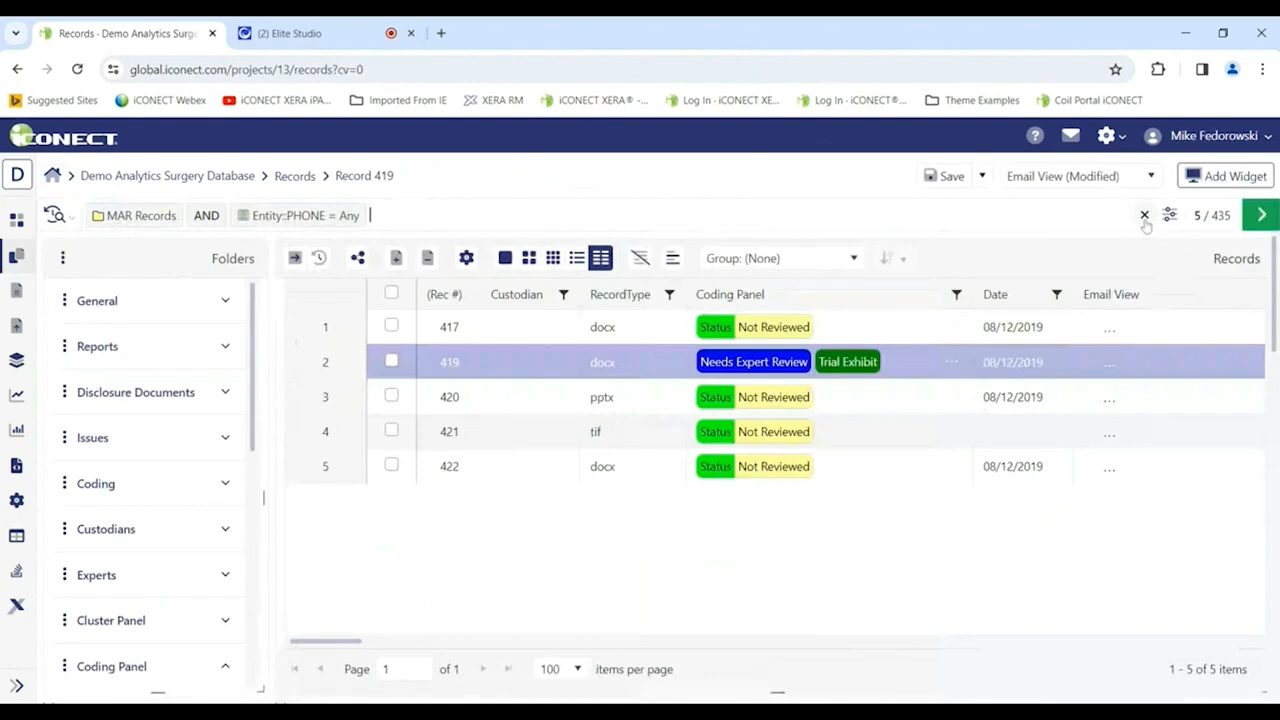 Records - Demo Analytics Surge
(2) Elite Studio
global.iconect.com/projects/13/records?cv=0
Suggested Sites
iCONECT Webex
iCONECT XERA iPA...
Imported From IE
XERA RM
iCONECT XERA® -...
Log In - iCONECT XE...
Log In - iCONECT®...
Theme Examples
Coil Portal iCONECT
iCONECT
Mike Fedorowski
D
Demo Analytics Surgery Database > Records > Record 419
Save
Email View (Modified)
Add Widget
MAR Records AND Entity::PHONE = Any
5 / 435
Folders
Group: (None)
Records
General
Reports
Disclosure Documents
Issues
Coding
Custodians
Experts
Cluster Panel
Coding Panel
(Rec #) Custodian RecordType Coding Panel Date Email View
1 417 docx Status Not Reviewed 08/12/2019 ...
2 419 docx Needs Expert Review Trial Exhibit ... 08/12/2019 ...
3 420 pptx Status Not Reviewed 08/12/2019 ...
4 421 tif Status Not Reviewed ...
5 422 docx Status Not Reviewed 08/12/2019 ...
Page 1 of 1 100 items per page
1 - 5 of 5 items